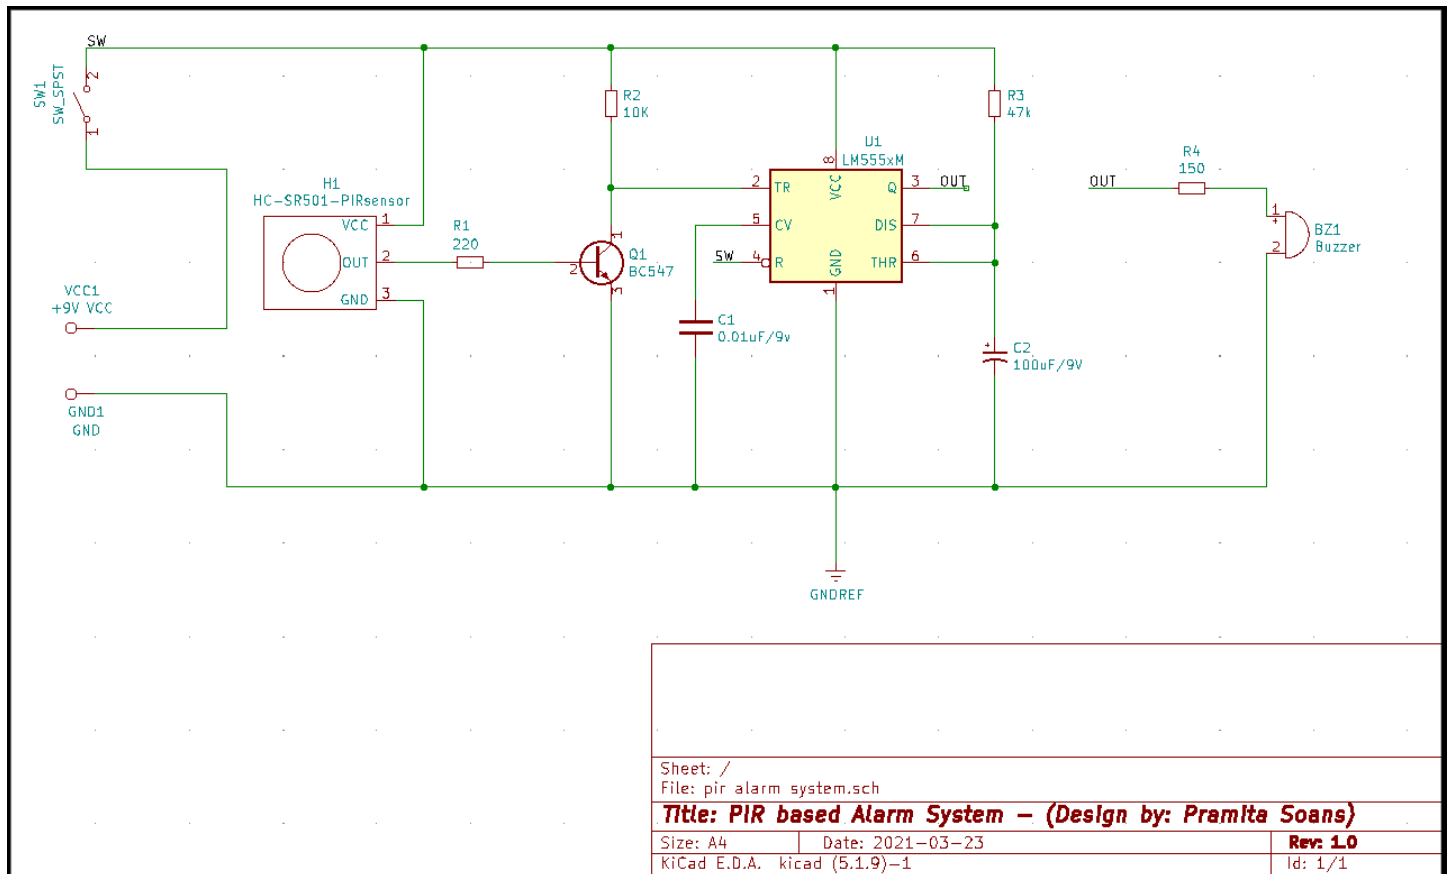 SW
2
SW1
SW_SPST
1
R2
10K
R3
47k
U1
LM555xM
8
2
TR
VCC
Q
3
OUT
5
CV
DIS
7
SW
4
R
GND
THR
6
1
R4
150
OUT
1
+
2
BZ1
Buzzer
H1
HC-SR501-PIRsensor
VCC
1
OUT
2
GND
3
R1
220
1
2
3
Q1
BC547
VCC1
+9V VCC
GND1
GND
C1
0.01uF/9v
+
C2
100uF/9V
GNDREF
Sheet: /
File: pir alarm system.sch
Title: PIR based Alarm System – (Design by: Pramita Soans)
Size: A4
Date: 2021-03-23
Rev: 1.0
KiCad E.D.A. kicad (5.1.9)-1
Id: 1/1